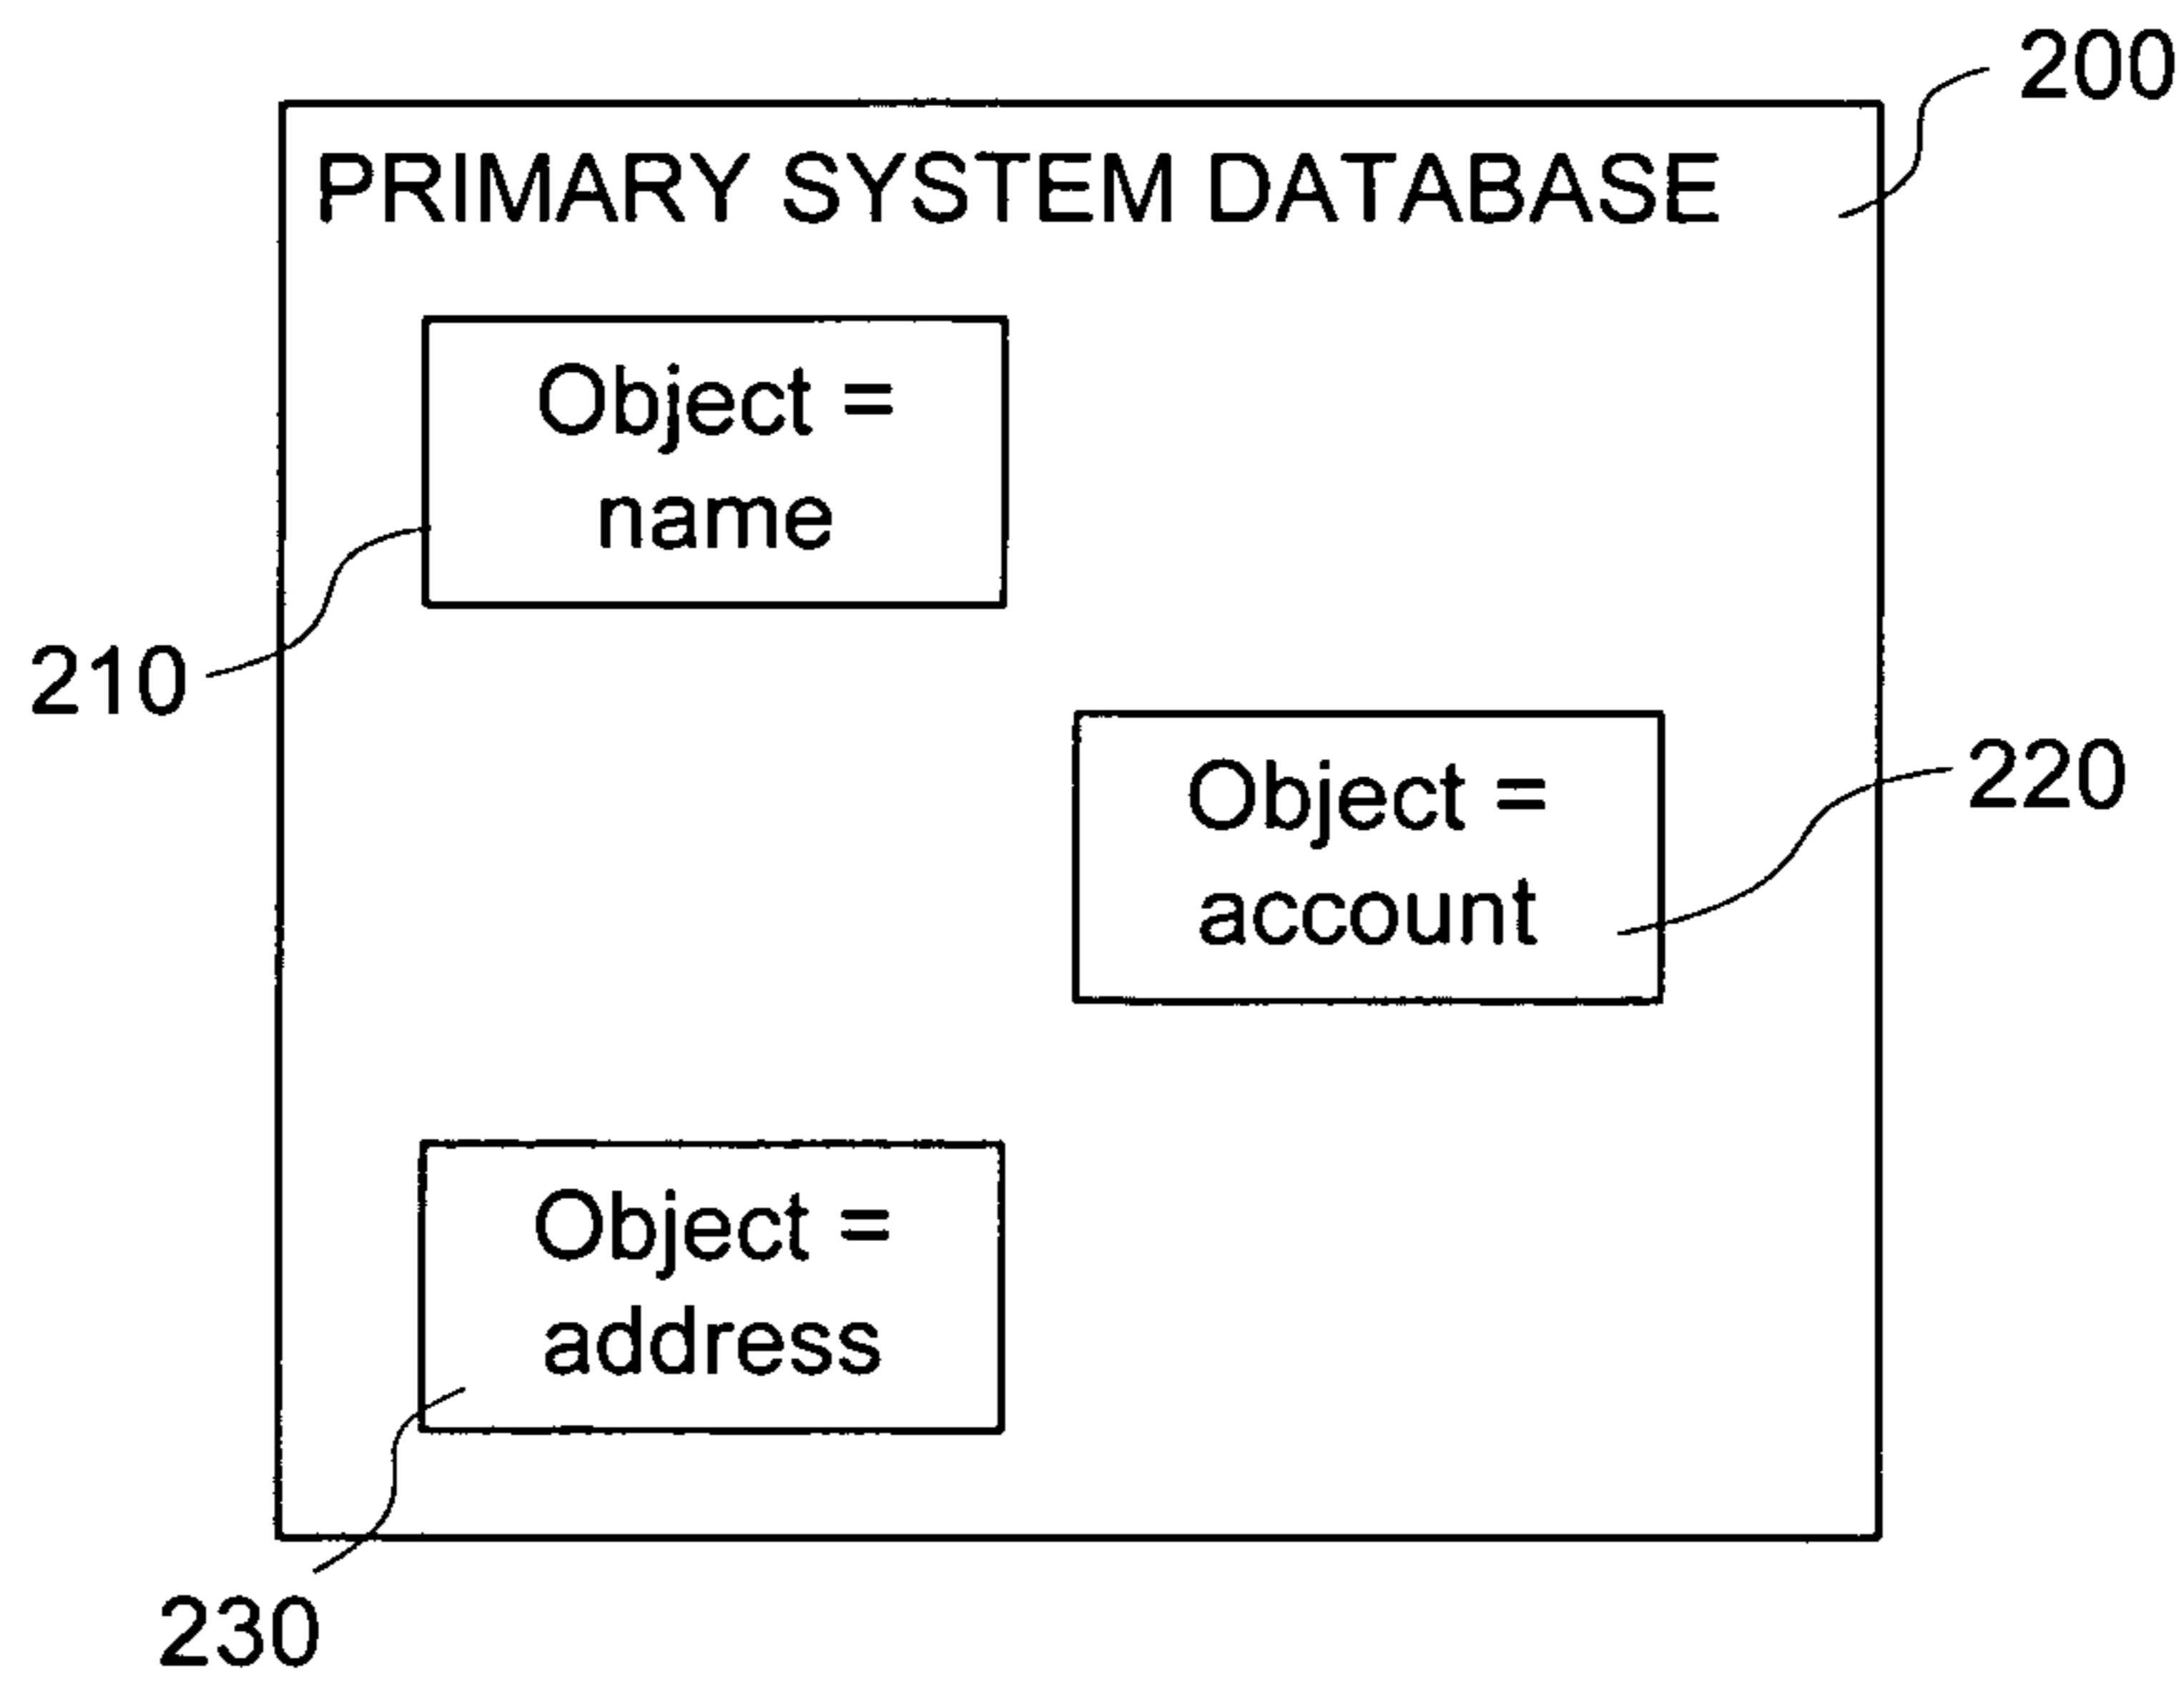 200
PRIMARY SYSTEM DATABASE
Object =
name
210
Object =
account
220
Object =
address
230